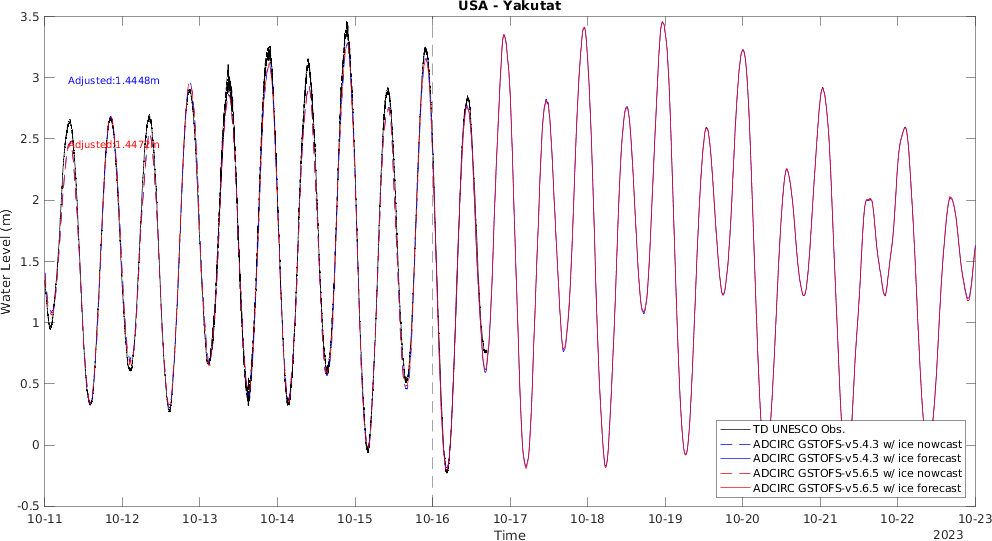 USA - Yakutat
Water Level (m)
3.5
3
2.5
2
1.5
1
0.5
0
-0.5
Adjusted:1.4448m
Adjusted:1.4472m
TD UNESCO Obs.
ADCIRC GSTOFS-v5.4.3 w/ ice nowcast
ADCIRC GSTOFS-v5.4.3 w/ ice forecast
ADCIRC GSTOFS-v5.6.5 w/ ice nowcast
ADCIRC GSTOFS-v5.6.5 w/ ice forecast
10-11 10-12 10-13 10-14 10-15 10-16 10-17 10-18 10-19 10-20 10-21 10-22 10-23
Time
2023